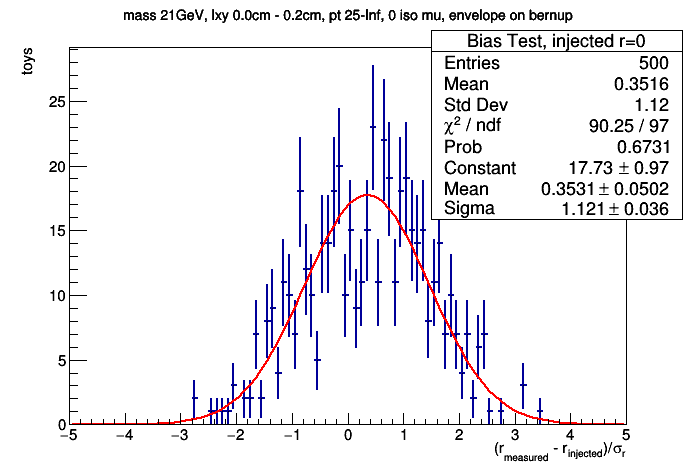 mass 21GeV, lxy 0.0cm - 0.2cm, pt 25-Inf, 0 iso mu, envelope on bernup
Bias Test, injected r=0
Entries 500
Mean 0.3516
Std Dev 1.12
χ² / ndf 90.25 / 97
Prob 0.6731
Constant 17.73 ± 0.97
Mean 0.3531 ± 0.0502
Sigma 1.121 ± 0.036
toys
25
20
15
10
5
0
−5 −4 −3 −2 −1 0 1 2 3 4 5
(r_measured - r_injected)/σ_r